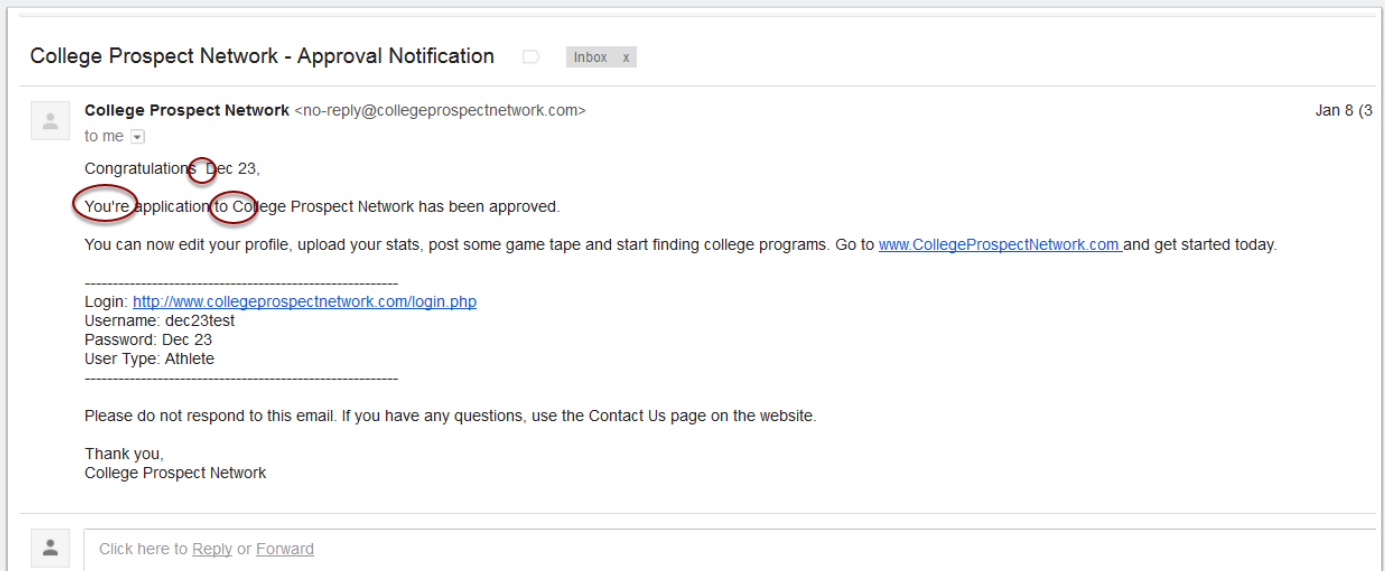 College Prospect Network - Approval Notification Inbox x
College Prospect Network <no-reply@collegeprospectnetwork.com> Jan 8 (3
to me
Congratulations  Dec 23,
You're application to College Prospect Network has been approved.
You can now edit your profile, upload your stats, post some game tape and start finding college programs. Go to www.CollegeProspectNetwork.com and get started today.
--------------------------------------------------------
Login: http://www.collegeprospectnetwork.com/login.php
Username: dec23test
Password: Dec 23
User Type: Athlete
--------------------------------------------------------
Please do not respond to this email. If you have any questions, use the Contact Us page on the website.
Thank you,
College Prospect Network
Click here to Reply or Forward